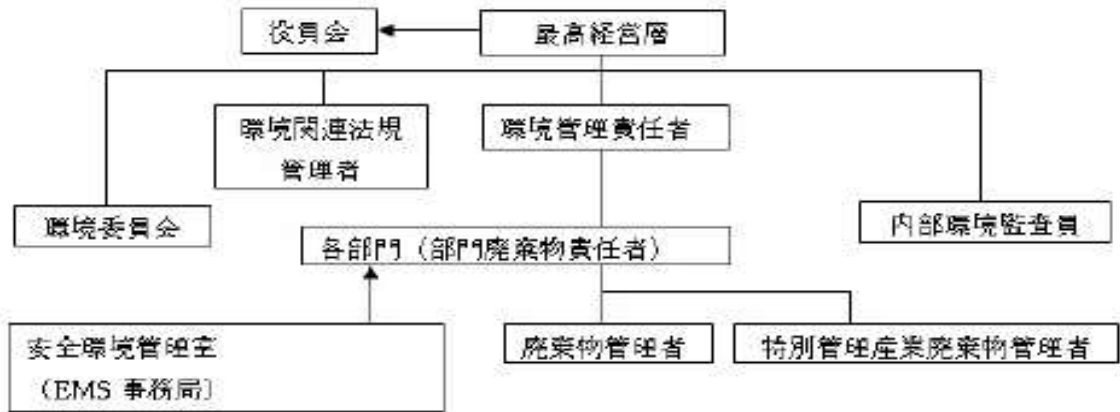 役員会
最高経営層
環境関連法規
管理者
環境管理責任者
環境委員会
内部環境監査員
各部門（部門廃棄物責任者）
安全環境管理室
（EMS 事務局）
廃棄物管理者
特別管理産業廃棄物管理者